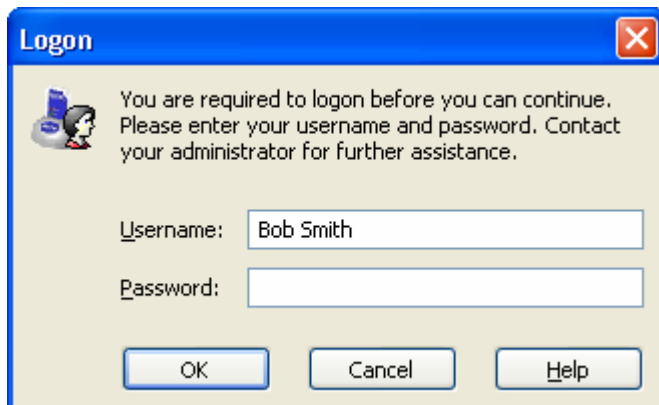 Logon
You are required to logon before you can continue.
Please enter your username and password. Contact
your administrator for further assistance.
Username: Bob Smith
Password:
OK Cancel Help